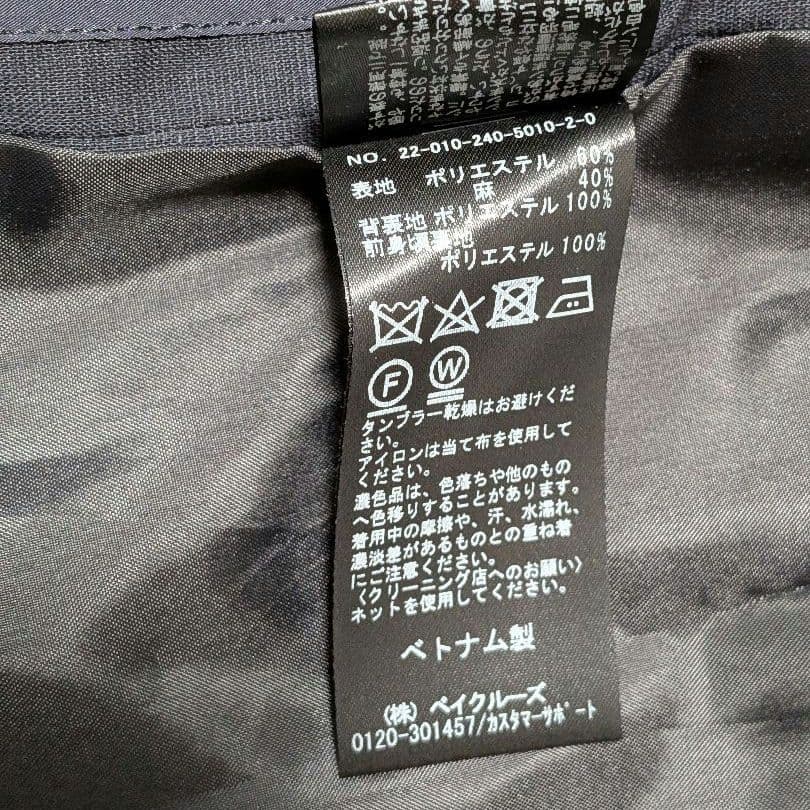 NO. 22-010-240-5010-2-0
表地 ポリエステル 60%
麻 40%
背裏地 ポリエステル 100%
前身頃裏地
ポリエステル 100%
F W
タンブラー乾燥はお避けくだ
さい。
アイロンは当て布を使用して
ください。
濃色品は、色落ちや他のもの
へ色移りすることがあります。
着用中の摩擦や、汗、水濡れ、
濃淡差があるものとの重ね着
にご注意ください。
〈クリーニング店へのお願い〉
ネットを使用してください。
ベトナム製
(株) ベイクルーズ
0120-301457/カスタマーサポート